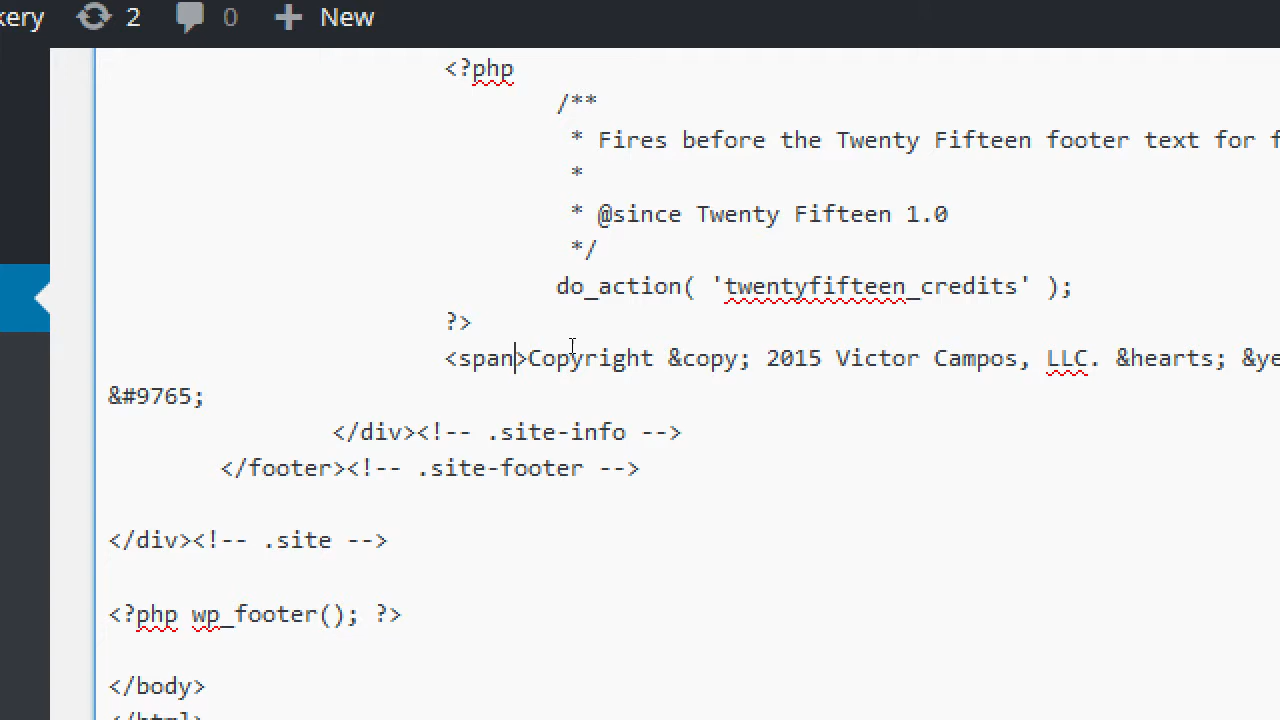 kery 2 0 + New
<?php
/**
* Fires before the Twenty Fifteen footer text for f
*
* @since Twenty Fifteen 1.0
*/
do_action( 'twentyfifteen_credits' );
?>
<span>Copyright &copy; 2015 Victor Campos, LLC. &hearts; &ye
&#9765;
</div><!-- .site-info -->
</footer><!-- .site-footer -->
</div><!-- .site -->
<?php wp_footer(); ?>
</body>
</html>